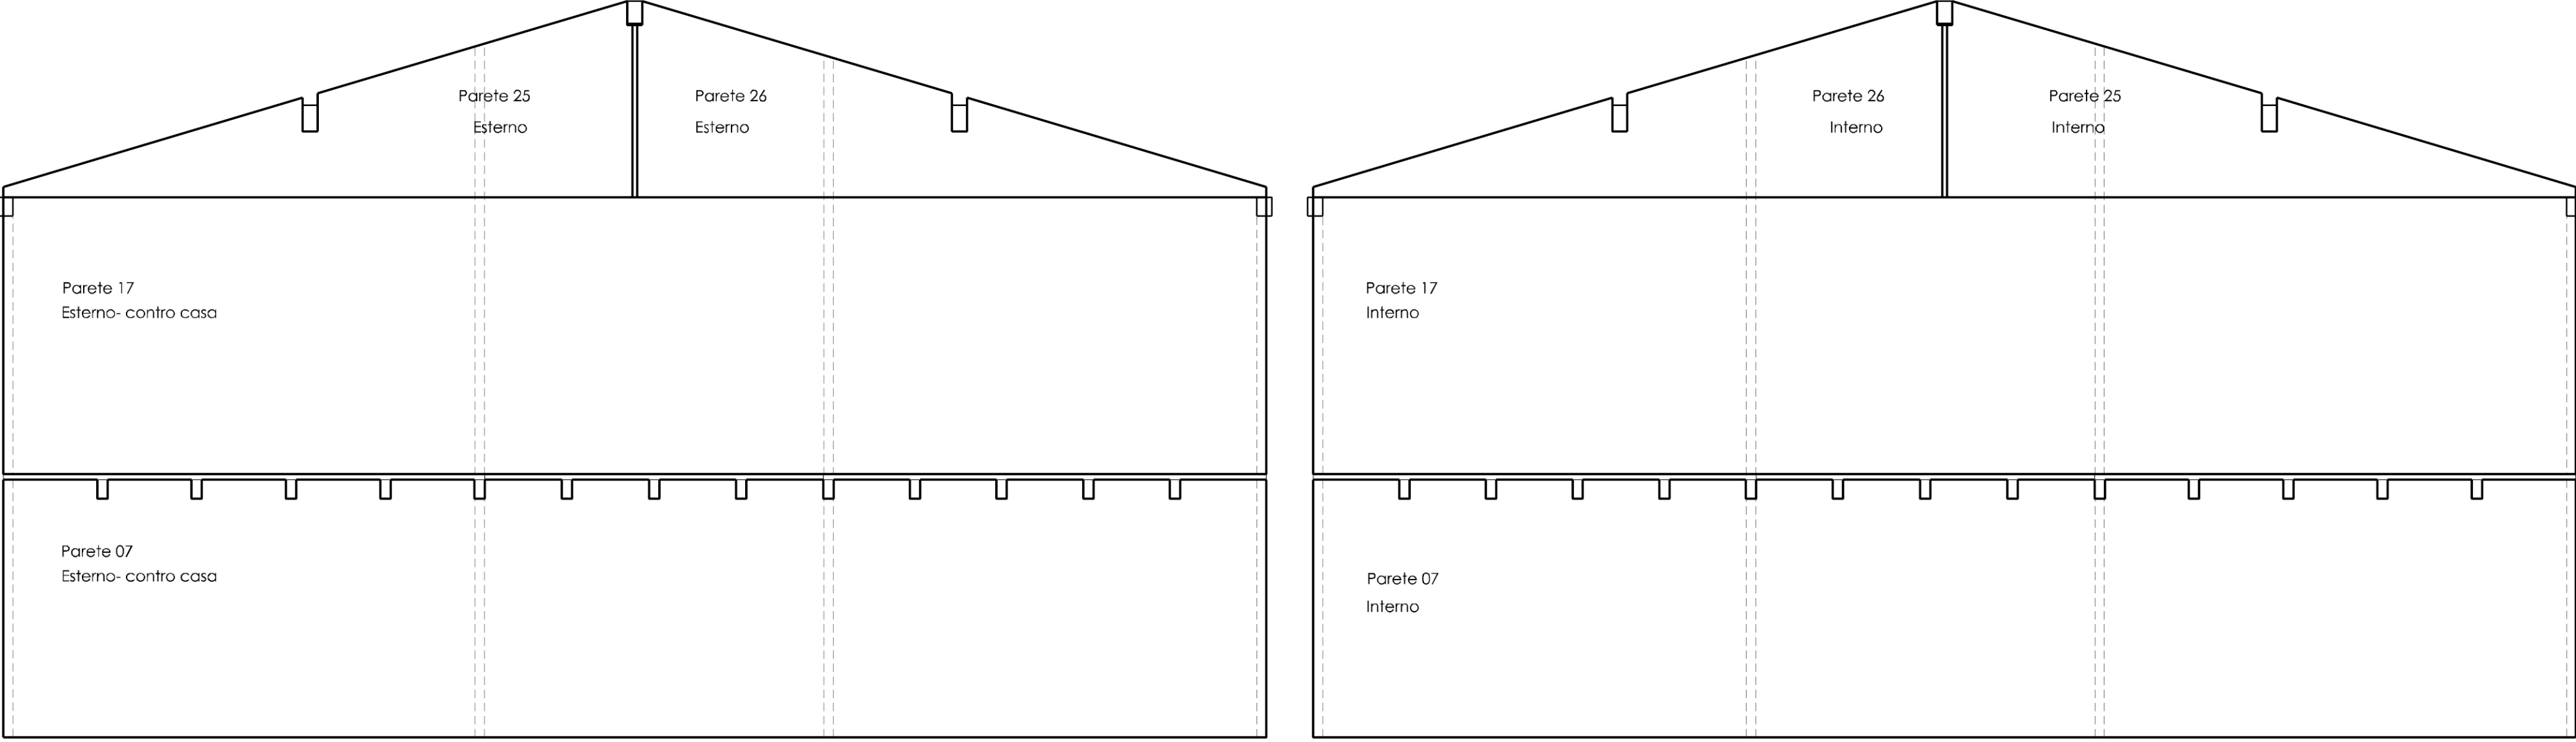 Parete 25
Esterno
Parete 26
Esterno
Parete 17
Esterno- contro casa
Parete 07
Esterno- contro casa
Parete 26
Interno
Parete 25
Interno
Parete 17
Interno
Parete 07
Interno